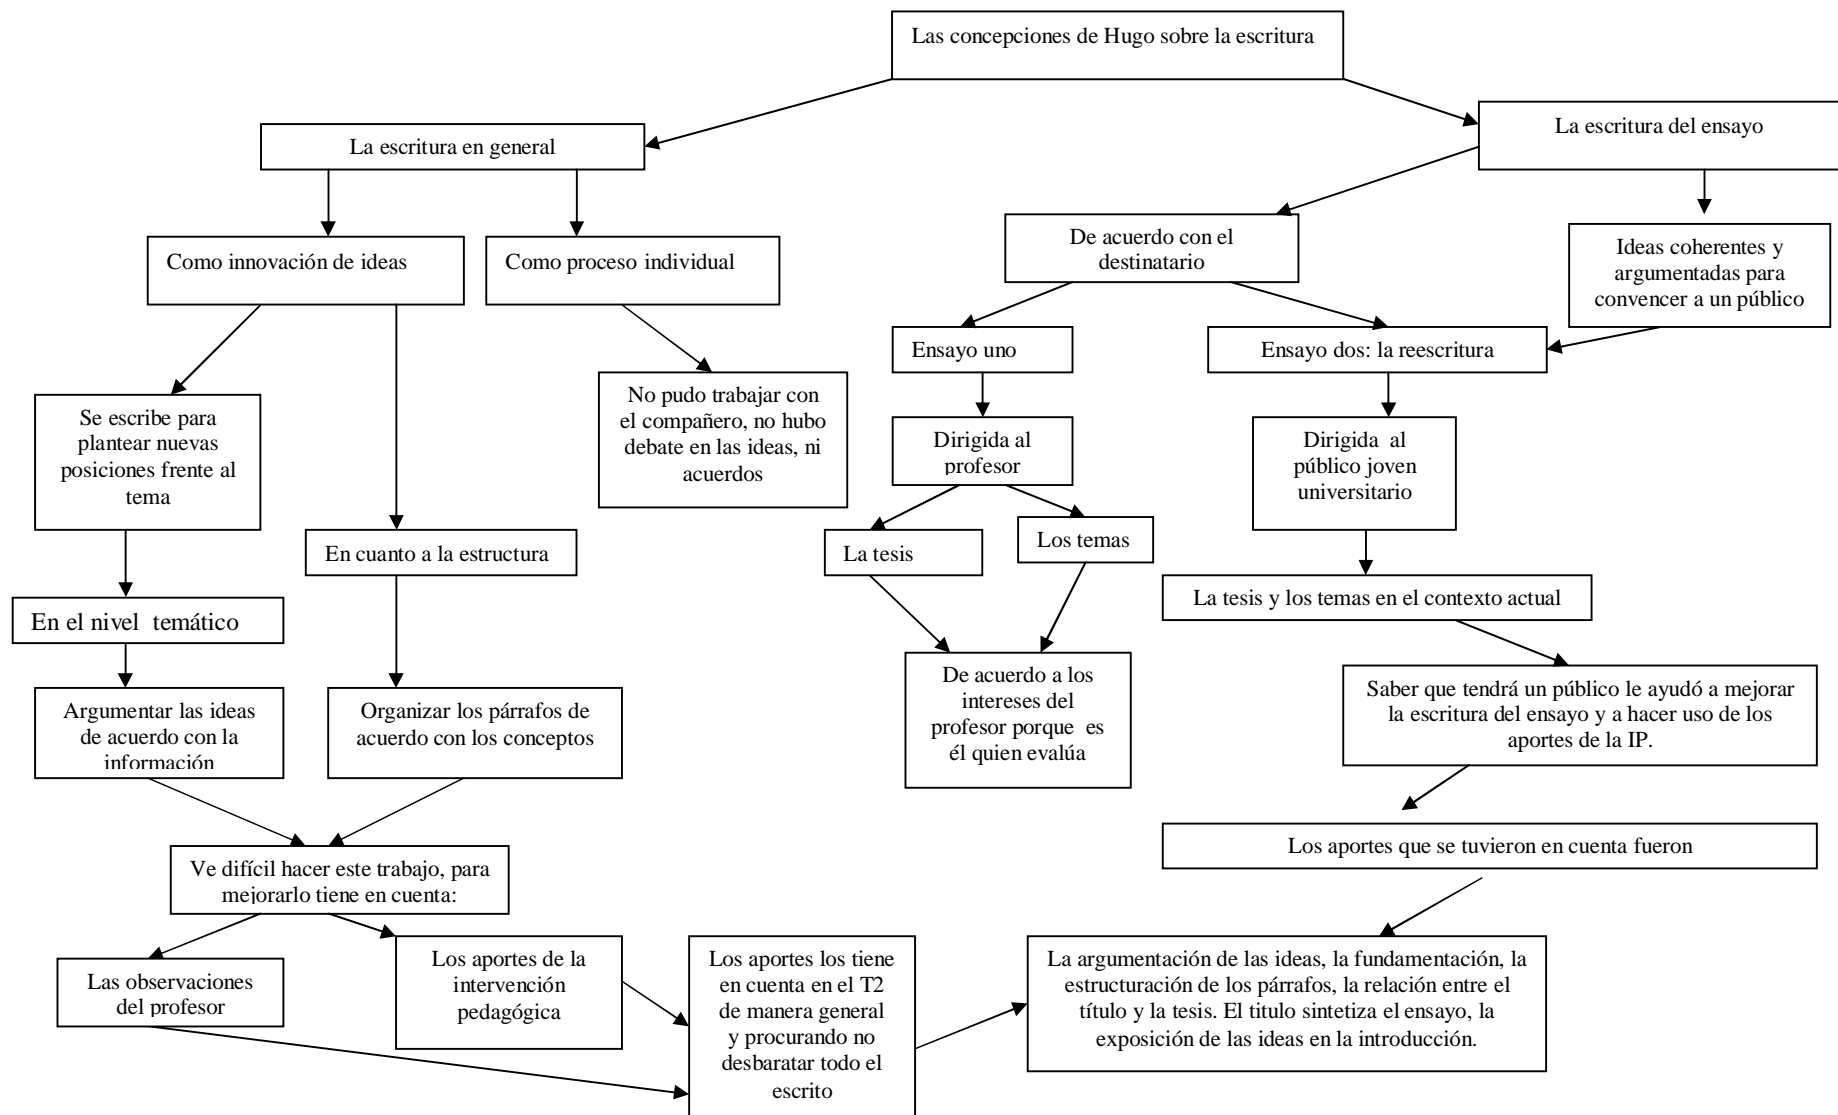 Las concepciones de Hugo sobre la escritura
La escritura en general
La escritura del ensayo
Como innovación de ideas
Como proceso individual
De acuerdo con el
destinatario
Ideas coherentes y
argumentadas para
convencer a un público
Ensayo uno
Ensayo dos: la reescritura
Se escribe para
plantear nuevas
posiciones frente al
tema
No pudo trabajar con
el compañero, no hubo
debate en las ideas, ni
acuerdos
Dirigida al
profesor
Dirigida al
público joven
universitario
En cuanto a la estructura
La tesis
Los temas
En el nivel temático
La tesis y los temas en el contexto actual
Argumentar las ideas
de acuerdo con la
información
Organizar los párrafos de
acuerdo con los conceptos
De acuerdo a los
intereses del
profesor porque es
él quien evalúa
Saber que tendrá un público le ayudó a mejorar
la escritura del ensayo y a hacer uso de los
aportes de la IP.
Ve difícil hacer este trabajo, para
mejorarlo tiene en cuenta:
Los aportes que se tuvieron en cuenta fueron
Las observaciones
del profesor
Los aportes de la
intervención
pedagógica
Los aportes los tiene
en cuenta en el T2
de manera general
y procurando no
desbaratar todo el
escrito
La argumentación de las ideas, la fundamentación, la
estructuración de los párrafos, la relación entre el
título y la tesis. El titulo sintetiza el ensayo, la
exposición de las ideas en la introducción.